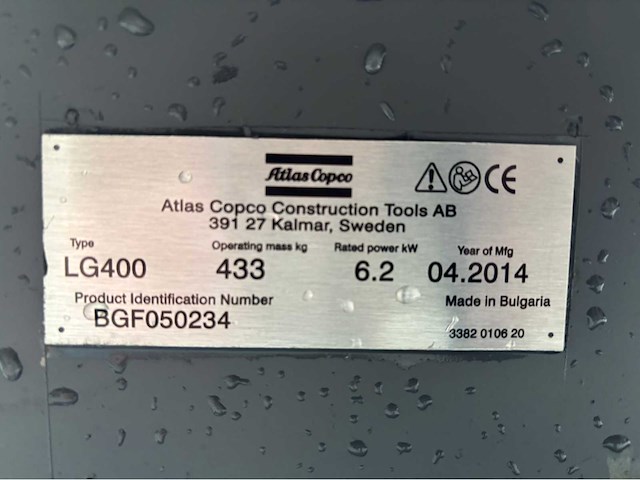 Atlas Copco
CE
Atlas Copco Construction Tools AB
391 27 Kalmar, Sweden
Type Operating mass kg Rated power kW Year of Mfg
LG400 433 6.2 04.2014
Product Identification Number Made in Bulgaria
BGF050234
3382 0106 20